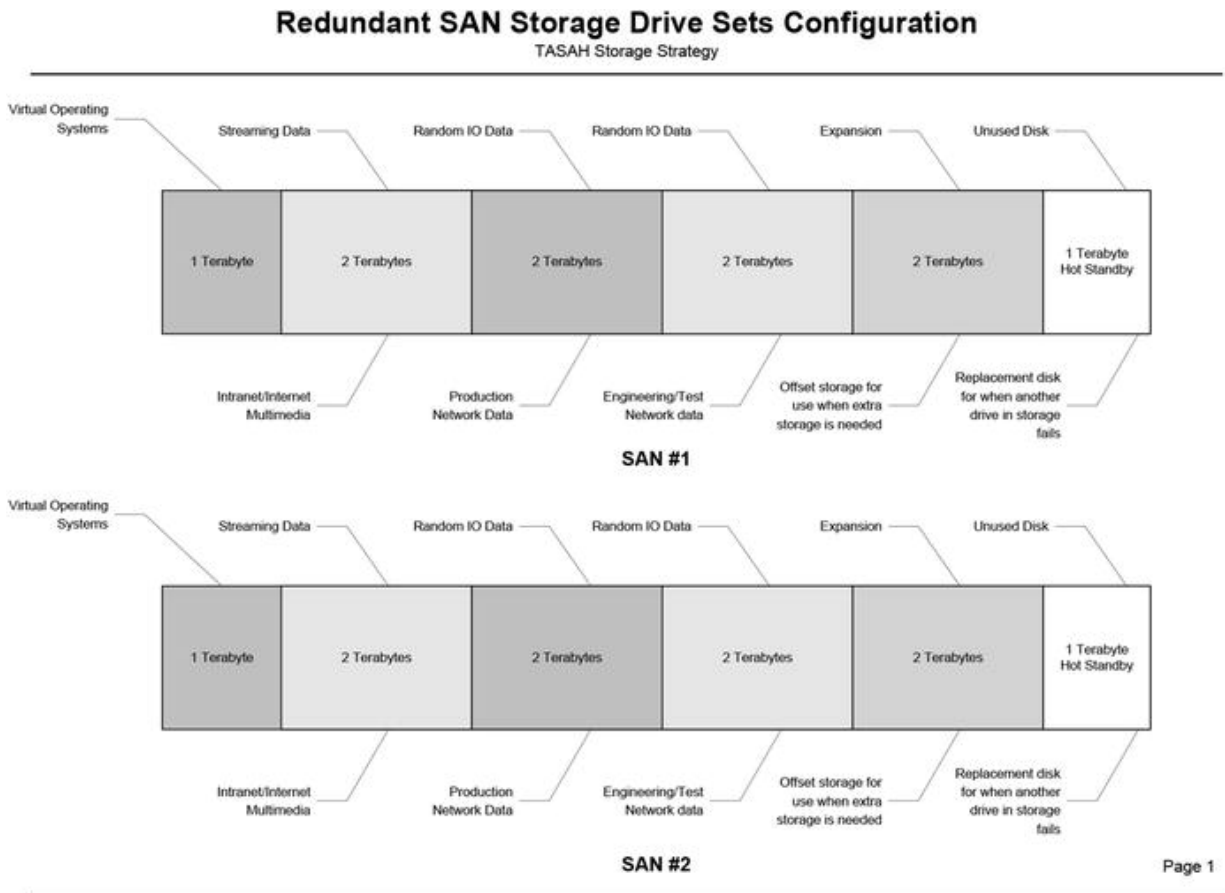 Redundant SAN Storage Drive Sets Configuration
TASAH Storage Strategy
Virtual Operating
Systems
Streaming Data
Random IO Data
Random IO Data
Expansion
Unused Disk
1 Terabyte
2 Terabytes
2 Terabytes
2 Terabytes
2 Terabytes
1 Terabyte
Hot Standby
Intranet/Internet
Multimedia
Production
Network Data
Engineering/Test
Network data
Offset storage for
use when extra
storage is needed
Replacement disk
for when another
drive in storage
fails
SAN #1
Virtual Operating
Systems
Streaming Data
Random IO Data
Random IO Data
Expansion
Unused Disk
1 Terabyte
2 Terabytes
2 Terabytes
2 Terabytes
2 Terabytes
1 Terabyte
Hot Standby
Intranet/Internet
Multimedia
Production
Network Data
Engineering/Test
Network data
Offset storage for
use when extra
storage is needed
Replacement disk
for when another
drive in storage
fails
SAN #2
Page 1